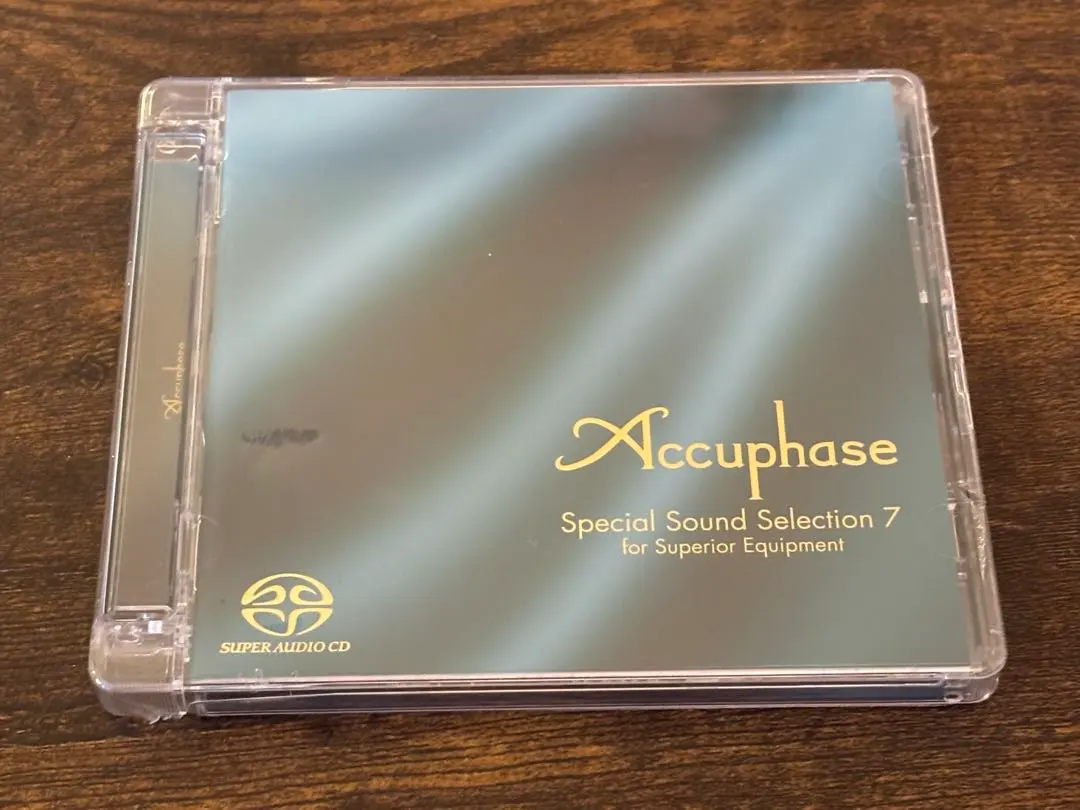 Accuphase
Accuphase
Special Sound Selection 7
for Superior Equipment
SUPER AUDIO CD